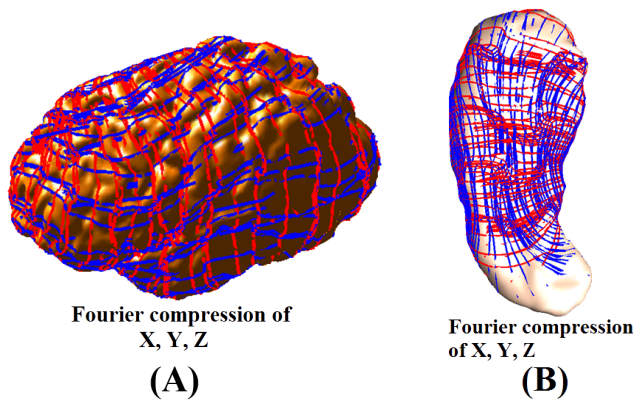 Fourier compression of
X, Y, Z
(A)
Fourier compression
of X, Y, Z
(B)